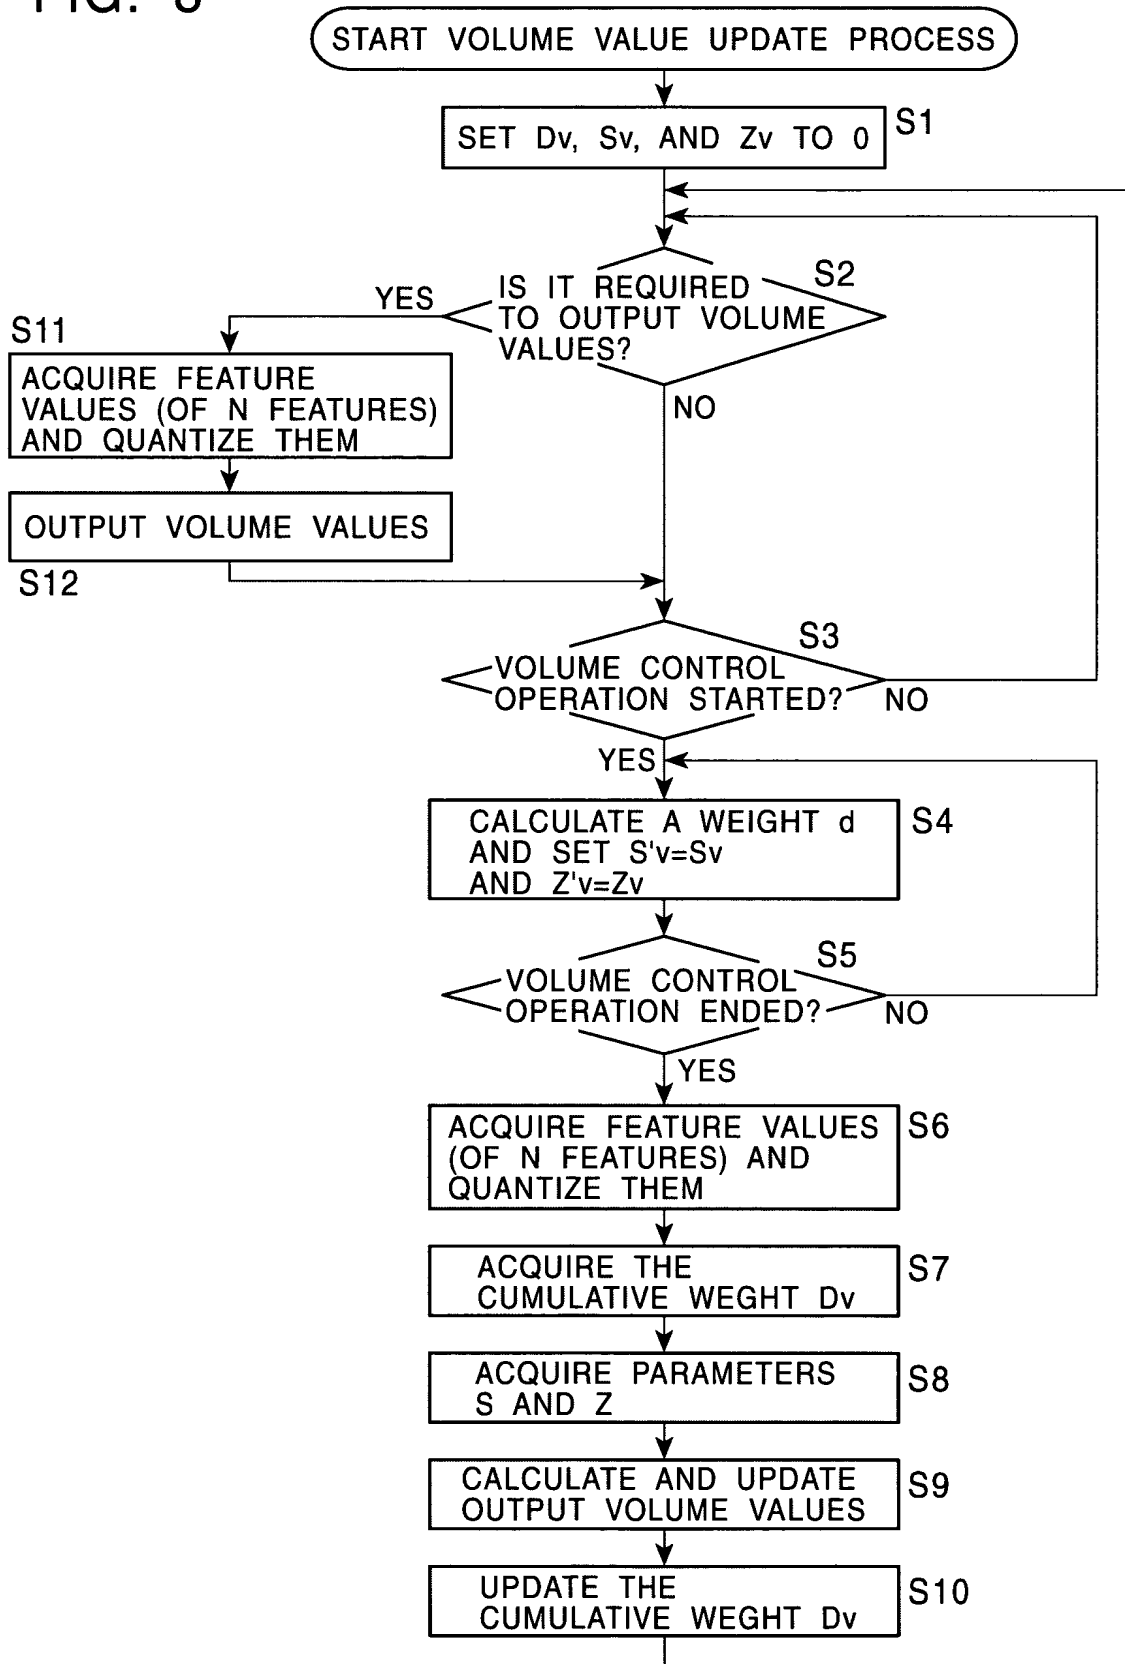 START VOLUME VALUE UPDATE PROCESS
S1
SET Dv, Sv, AND Zv TO 0
S2
IS IT REQUIRED
TO OUTPUT VOLUME
VALUES?
YES
NO
S11
ACQUIRE FEATURE
VALUES (OF N FEATURES)
AND QUANTIZE THEM
OUTPUT VOLUME VALUES
S12
S3
VOLUME CONTROL
OPERATION STARTED?
NO
YES
S4
CALCULATE A WEIGHT d
AND SET S'v=Sv
AND Z'v=Zv
S5
VOLUME CONTROL
OPERATION ENDED?
NO
YES
S6
ACQUIRE FEATURE VALUES
(OF N FEATURES) AND
QUANTIZE THEM
S7
ACQUIRE THE
CUMULATIVE WEGHT Dv
S8
ACQUIRE PARAMETERS
S AND Z
S9
CALCULATE AND UPDATE
OUTPUT VOLUME VALUES
S10
UPDATE THE
CUMULATIVE WEGHT Dv